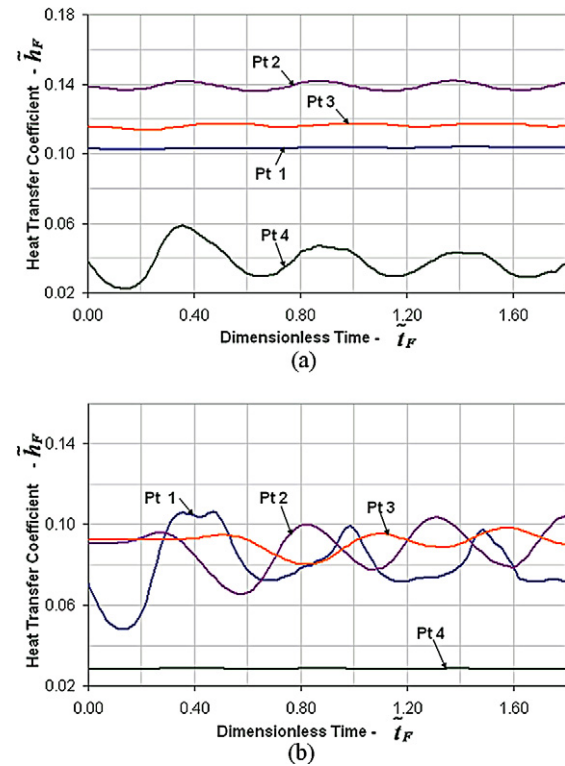 0.18
0.14
0.10
0.06
0.02
Heat Transfer Coefficient - h̃F
Pt 2
Pt 3
Pt 1
Pt 4
0.00 0.40 0.80 1.20 1.60
Dimensionless Time - t̃F
(a)
0.14
0.10
0.06
0.02
Heat Transfer Coefficient - h̃F
Pt 1
Pt 2
Pt 3
Pt 4
0.00 0.40 0.80 1.20 1.60
Dimensionless Time - t̃F
(b)